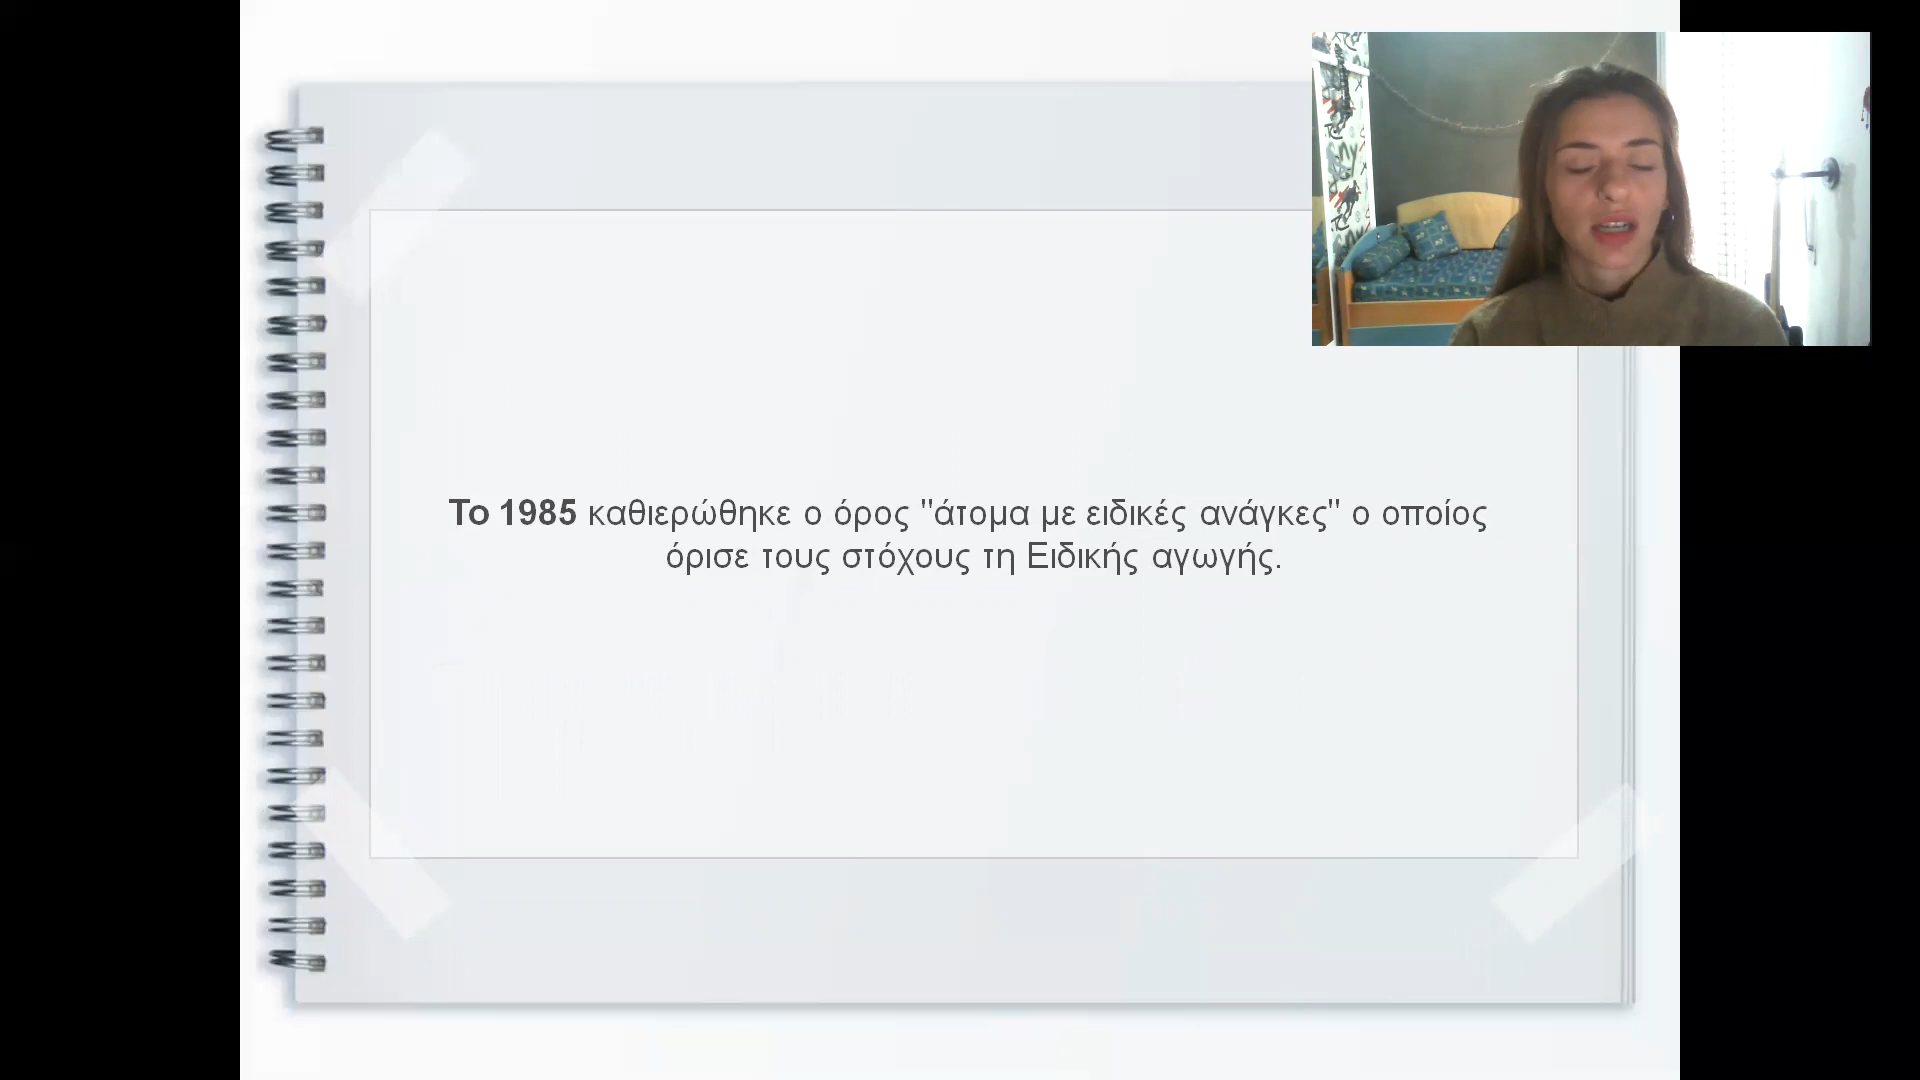 Το 1985 καθιερώθηκε ο όρος "άτομα με ειδικές ανάγκες" ο οποίος
όρισε τους στόχους τη Ειδικής αγωγής.